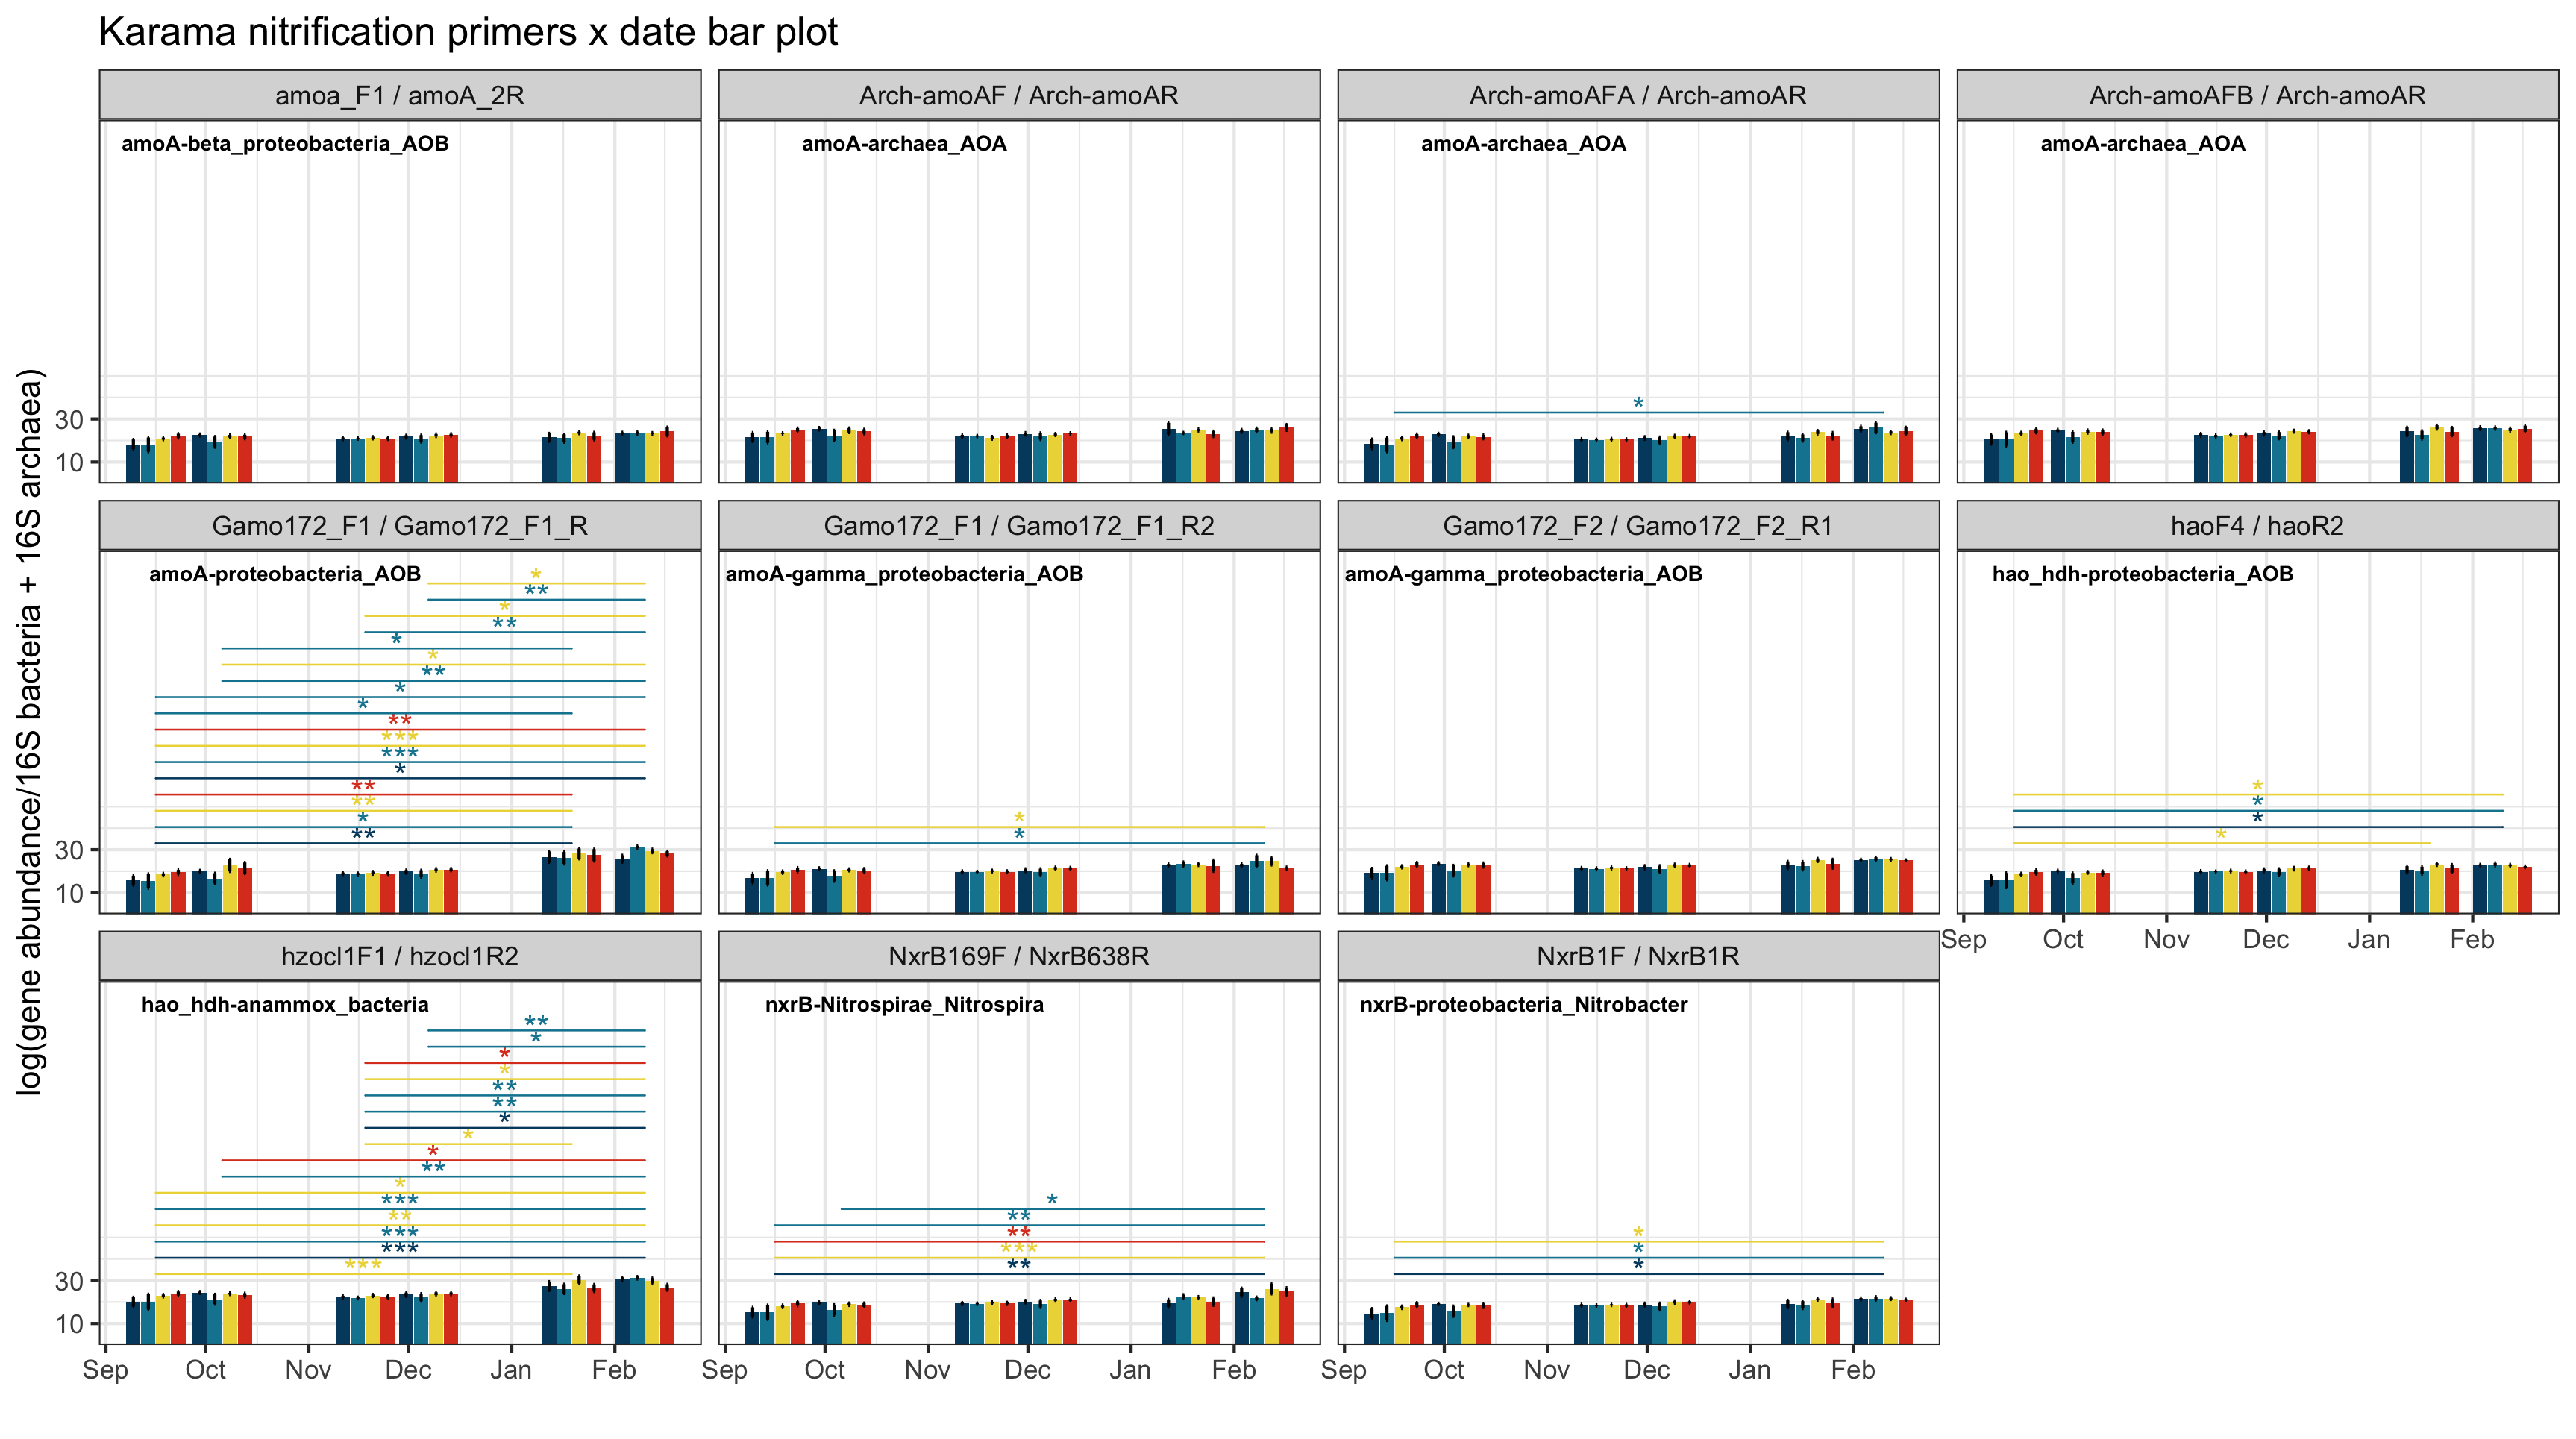 Karama nitrification primers x date bar plot
log(gene abundance/16S bacteria + 16S archaea)
amoa_F1 / amoA_2R
Arch-amoAF / Arch-amoAR
Arch-amoAFA / Arch-amoAR
Arch-amoAFB / Arch-amoAR
amoA-beta_proteobacteria_AOB
amoA-archaea_AOA
amoA-archaea_AOA
amoA-archaea_AOA
*
30
10
Gamo172_F1 / Gamo172_F1_R
Gamo172_F1 / Gamo172_F1_R2
Gamo172_F2 / Gamo172_F2_R1
haoF4 / haoR2
amoA-proteobacteria_AOB
amoA-gamma_proteobacteria_AOB
amoA-gamma_proteobacteria_AOB
hao_hdh-proteobacteria_AOB
*
**
*
**
*
*
**
*
*
**
***
***
*
**
**
*
**
*
*
*
*
*
*
30
10
Sep Oct Nov Dec Jan Feb
hzocl1F1 / hzocl1R2
NxrB169F / NxrB638R
NxrB1F / NxrB1R
hao_hdh-anammox_bacteria
nxrB-Nitrospirae_Nitrospira
nxrB-proteobacteria_Nitrobacter
**
*
*
*
**
**
*
*
*
**
*
***
**
***
***
***
*
**
**
***
**
*
*
*
30
10
Sep Oct Nov Dec Jan Feb
Sep Oct Nov Dec Jan Feb
Sep Oct Nov Dec Jan Feb